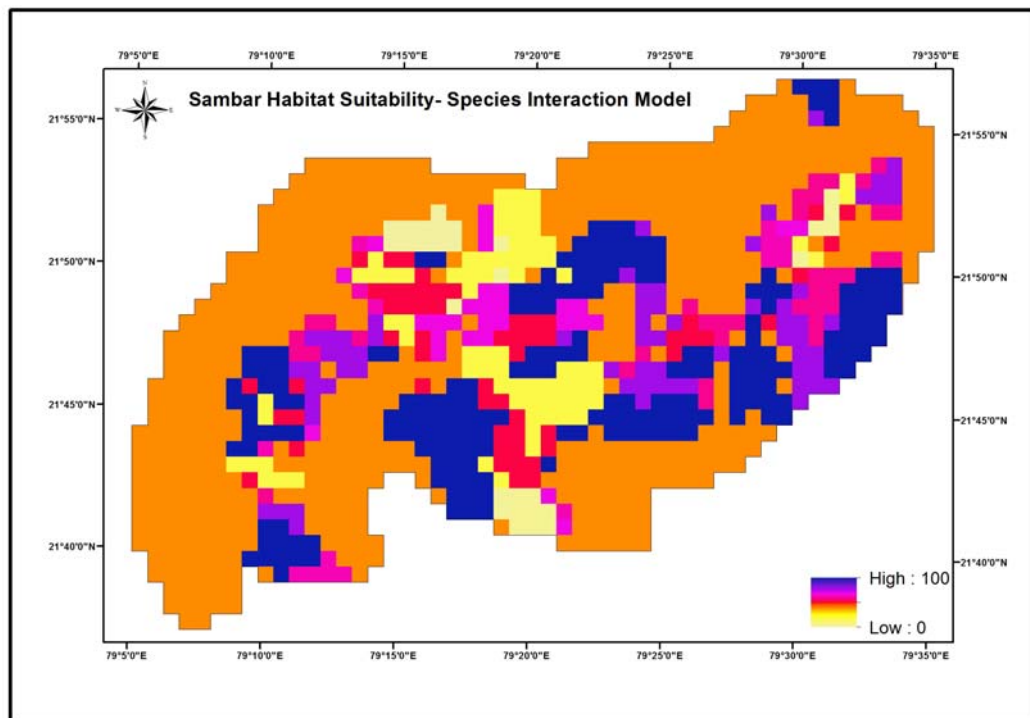 79°5'0"E 79°10'0"E 79°15'0"E 79°20'0"E 79°25'0"E 79°30'0"E 79°35'0"E
N
W E
S
Sambar Habitat Suitability- Species Interaction Model
21°55'0"N 21°55'0"N
21°50'0"N 21°50'0"N
21°45'0"N 21°45'0"N
21°40'0"N 21°40'0"N
High : 100
Low : 0
79°5'0"E 79°10'0"E 79°15'0"E 79°20'0"E 79°25'0"E 79°30'0"E 79°35'0"E